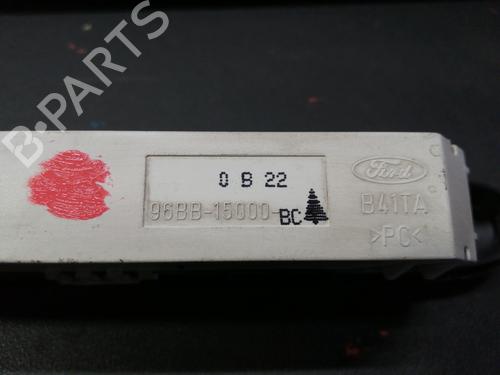 B-PARTS
0 B 22
96BB-15000-BC
Ford
B41TA
>PC<